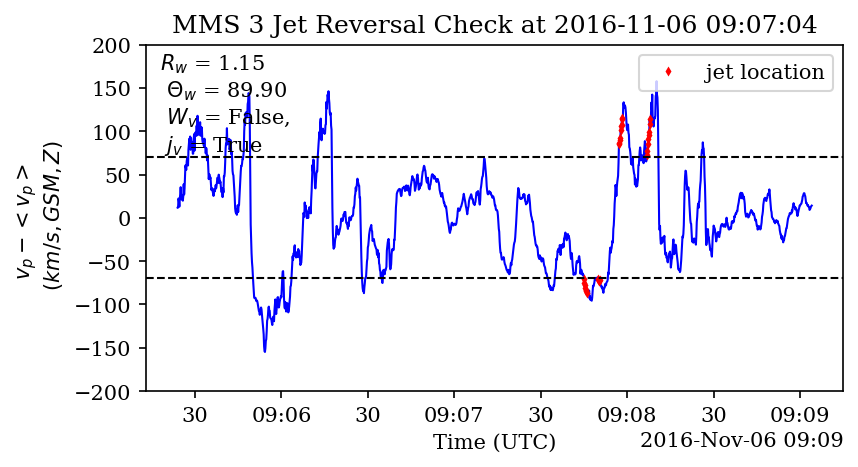 MMS 3 Jet Reversal Check at 2016-11-06 09:07:04
R_w = 1.15
Θ_w = 89.90
W_v = False,
j_v = True
jet location
v_p − < v_p >
(km/s, GSM, Z)
200
150
100
50
0
−50
−100
−150
−200
30
09:06
30
09:07
30
09:08
30
09:09
Time (UTC)
2016-Nov-06 09:09